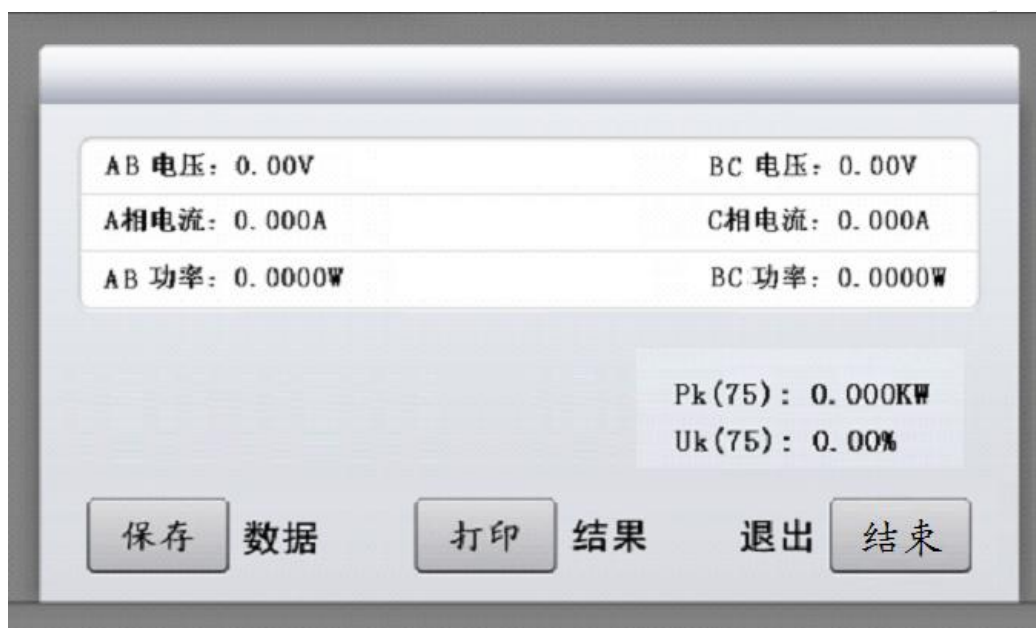 AB 电压: 0.00V BC 电压: 0.00V
A相电流: 0.000A C相电流: 0.000A
AB 功率: 0.0000W BC 功率: 0.0000W
Pk(75): 0.000KW
Uk(75): 0.00%
保存 数据 打印 结果 退出 结束